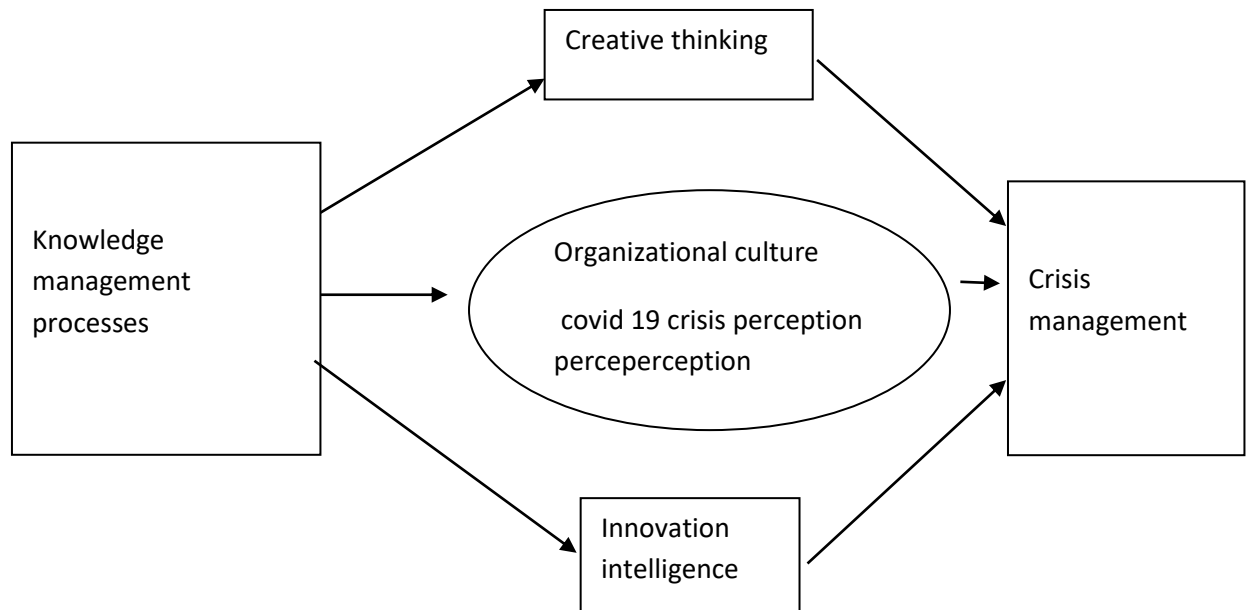 Creative thinking
Knowledge
management
processes
Organizational culture
covid 19 crisis perception
perceperception
Crisis
management
Innovation
intelligence